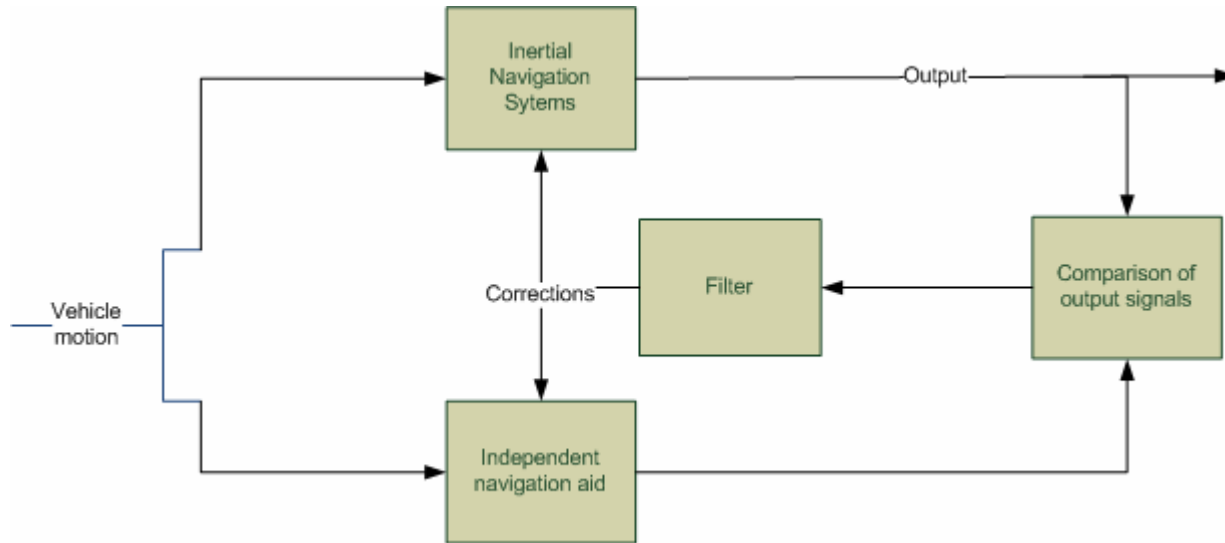 Inertial
Navigation
Sytems
Output
Vehicle
motion
Corrections
Filter
Comparison of
output signals
Independent
navigation aid